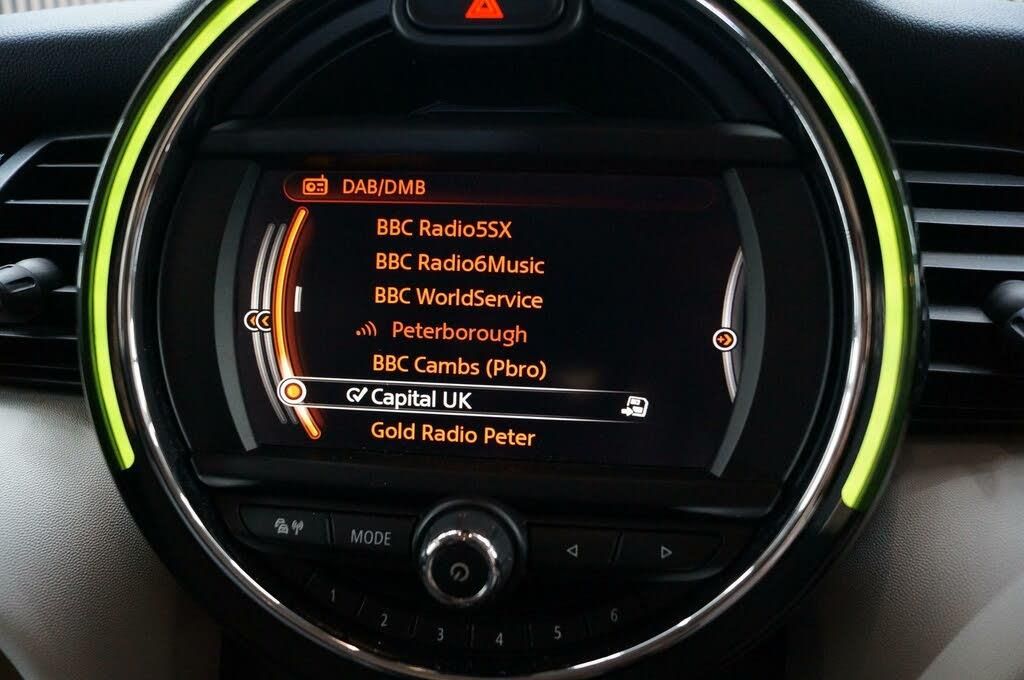 DAB/DMB
BBC Radio5SX
BBC Radio6Music
BBC WorldService
Peterborough
BBC Cambs (Pbro)
Capital UK
Gold Radio Peter
MODE
1 2 3 4 5 6